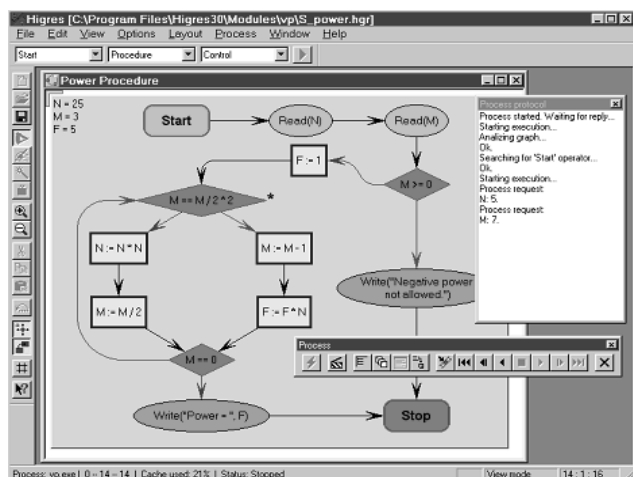 Higres [C:\Program Files\Higres30\Modules\vp\S_power.hgr]
File Edit View Options Layout Process Window Help
Start Procedure Control
Power Procedure
N = 25
M = 3
F = 5
Start
Read(N)
Read(M)
Process protocol
Process started. Waiting for reply...
Starting execution...
Analizing graph...
Ok,
Searching for 'Start' operator...
Ok,
Starting execution...
Process request
N: 5.
Process request
M: 7.
F := 1
M >= 0
M == M / 2 * 2
*
N := N * N
M := M - 1
Write("Negative power
not allowed.")
M := M / 2
F := F * N
Process
M == 0
Write("Power = ", F)
Stop
Process: vp.exe | 0 - 14 - 14 | Cache used: 21% | Status: Stopped
View mode
14 : 1 : 16